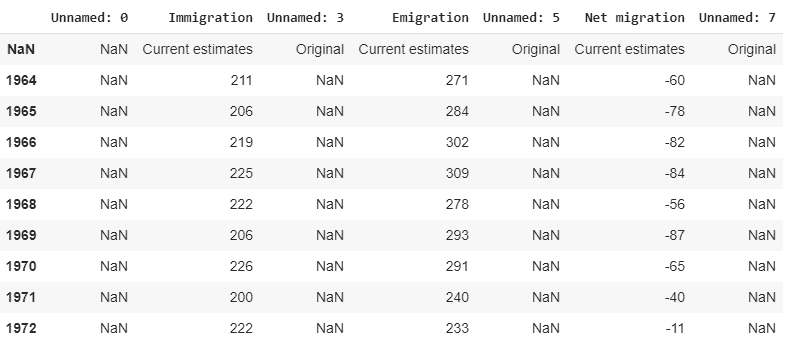 Unnamed: 0 Immigration Unnamed: 3 Emigration Unnamed: 5 Net migration Unnamed: 7
NaN NaN Current estimates Original Current estimates Original Current estimates Original
1964 NaN 211 NaN 271 NaN -60 NaN
1965 NaN 206 NaN 284 NaN -78 NaN
1966 NaN 219 NaN 302 NaN -82 NaN
1967 NaN 225 NaN 309 NaN -84 NaN
1968 NaN 222 NaN 278 NaN -56 NaN
1969 NaN 206 NaN 293 NaN -87 NaN
1970 NaN 226 NaN 291 NaN -65 NaN
1971 NaN 200 NaN 240 NaN -40 NaN
1972 NaN 222 NaN 233 NaN -11 NaN